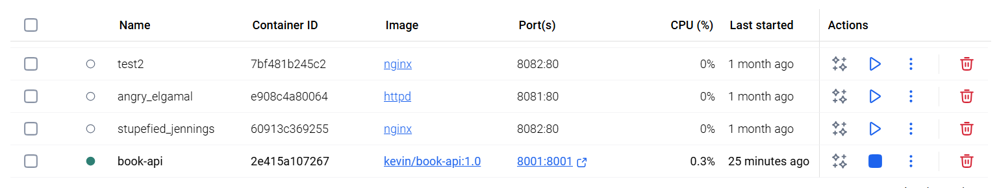 Name Container ID Image Port(s) CPU (%) Last started Actions
test2 7bf481b245c2 nginx 8082:80 0% 1 month ago
angry_elgamal e908c4a80064 httpd 8081:80 0% 1 month ago
stupefied_jennings 60913c369255 nginx 8082:80 0% 1 month ago
book-api 2e415a107267 kevin/book-api:1.0 8001:8001 0.3% 25 minutes ago